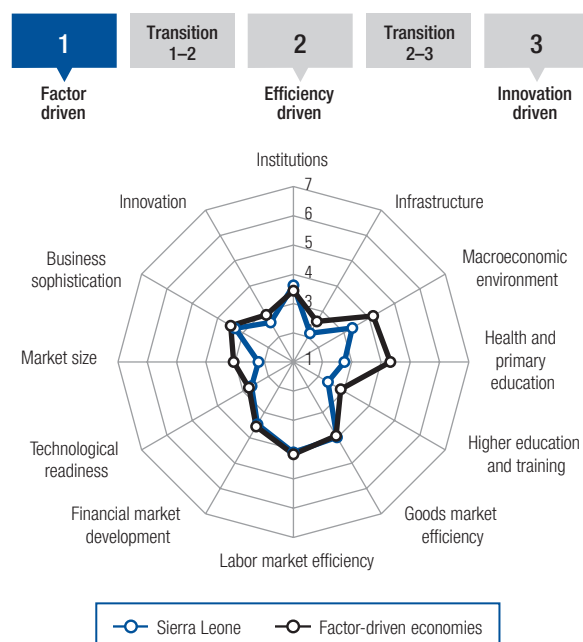 1
Transition
1–2
2
Transition
2–3
3
Factor
driven
Efficiency
driven
Innovation
driven
Institutions
7
6
5
4
3
2
1
Infrastructure
Macroeconomic
environment
Health and
primary
education
Higher education
and training
Goods market
efficiency
Labor market efficiency
Financial market
development
Technological
readiness
Market size
Business
sophistication
Innovation
Sierra Leone
Factor-driven economies